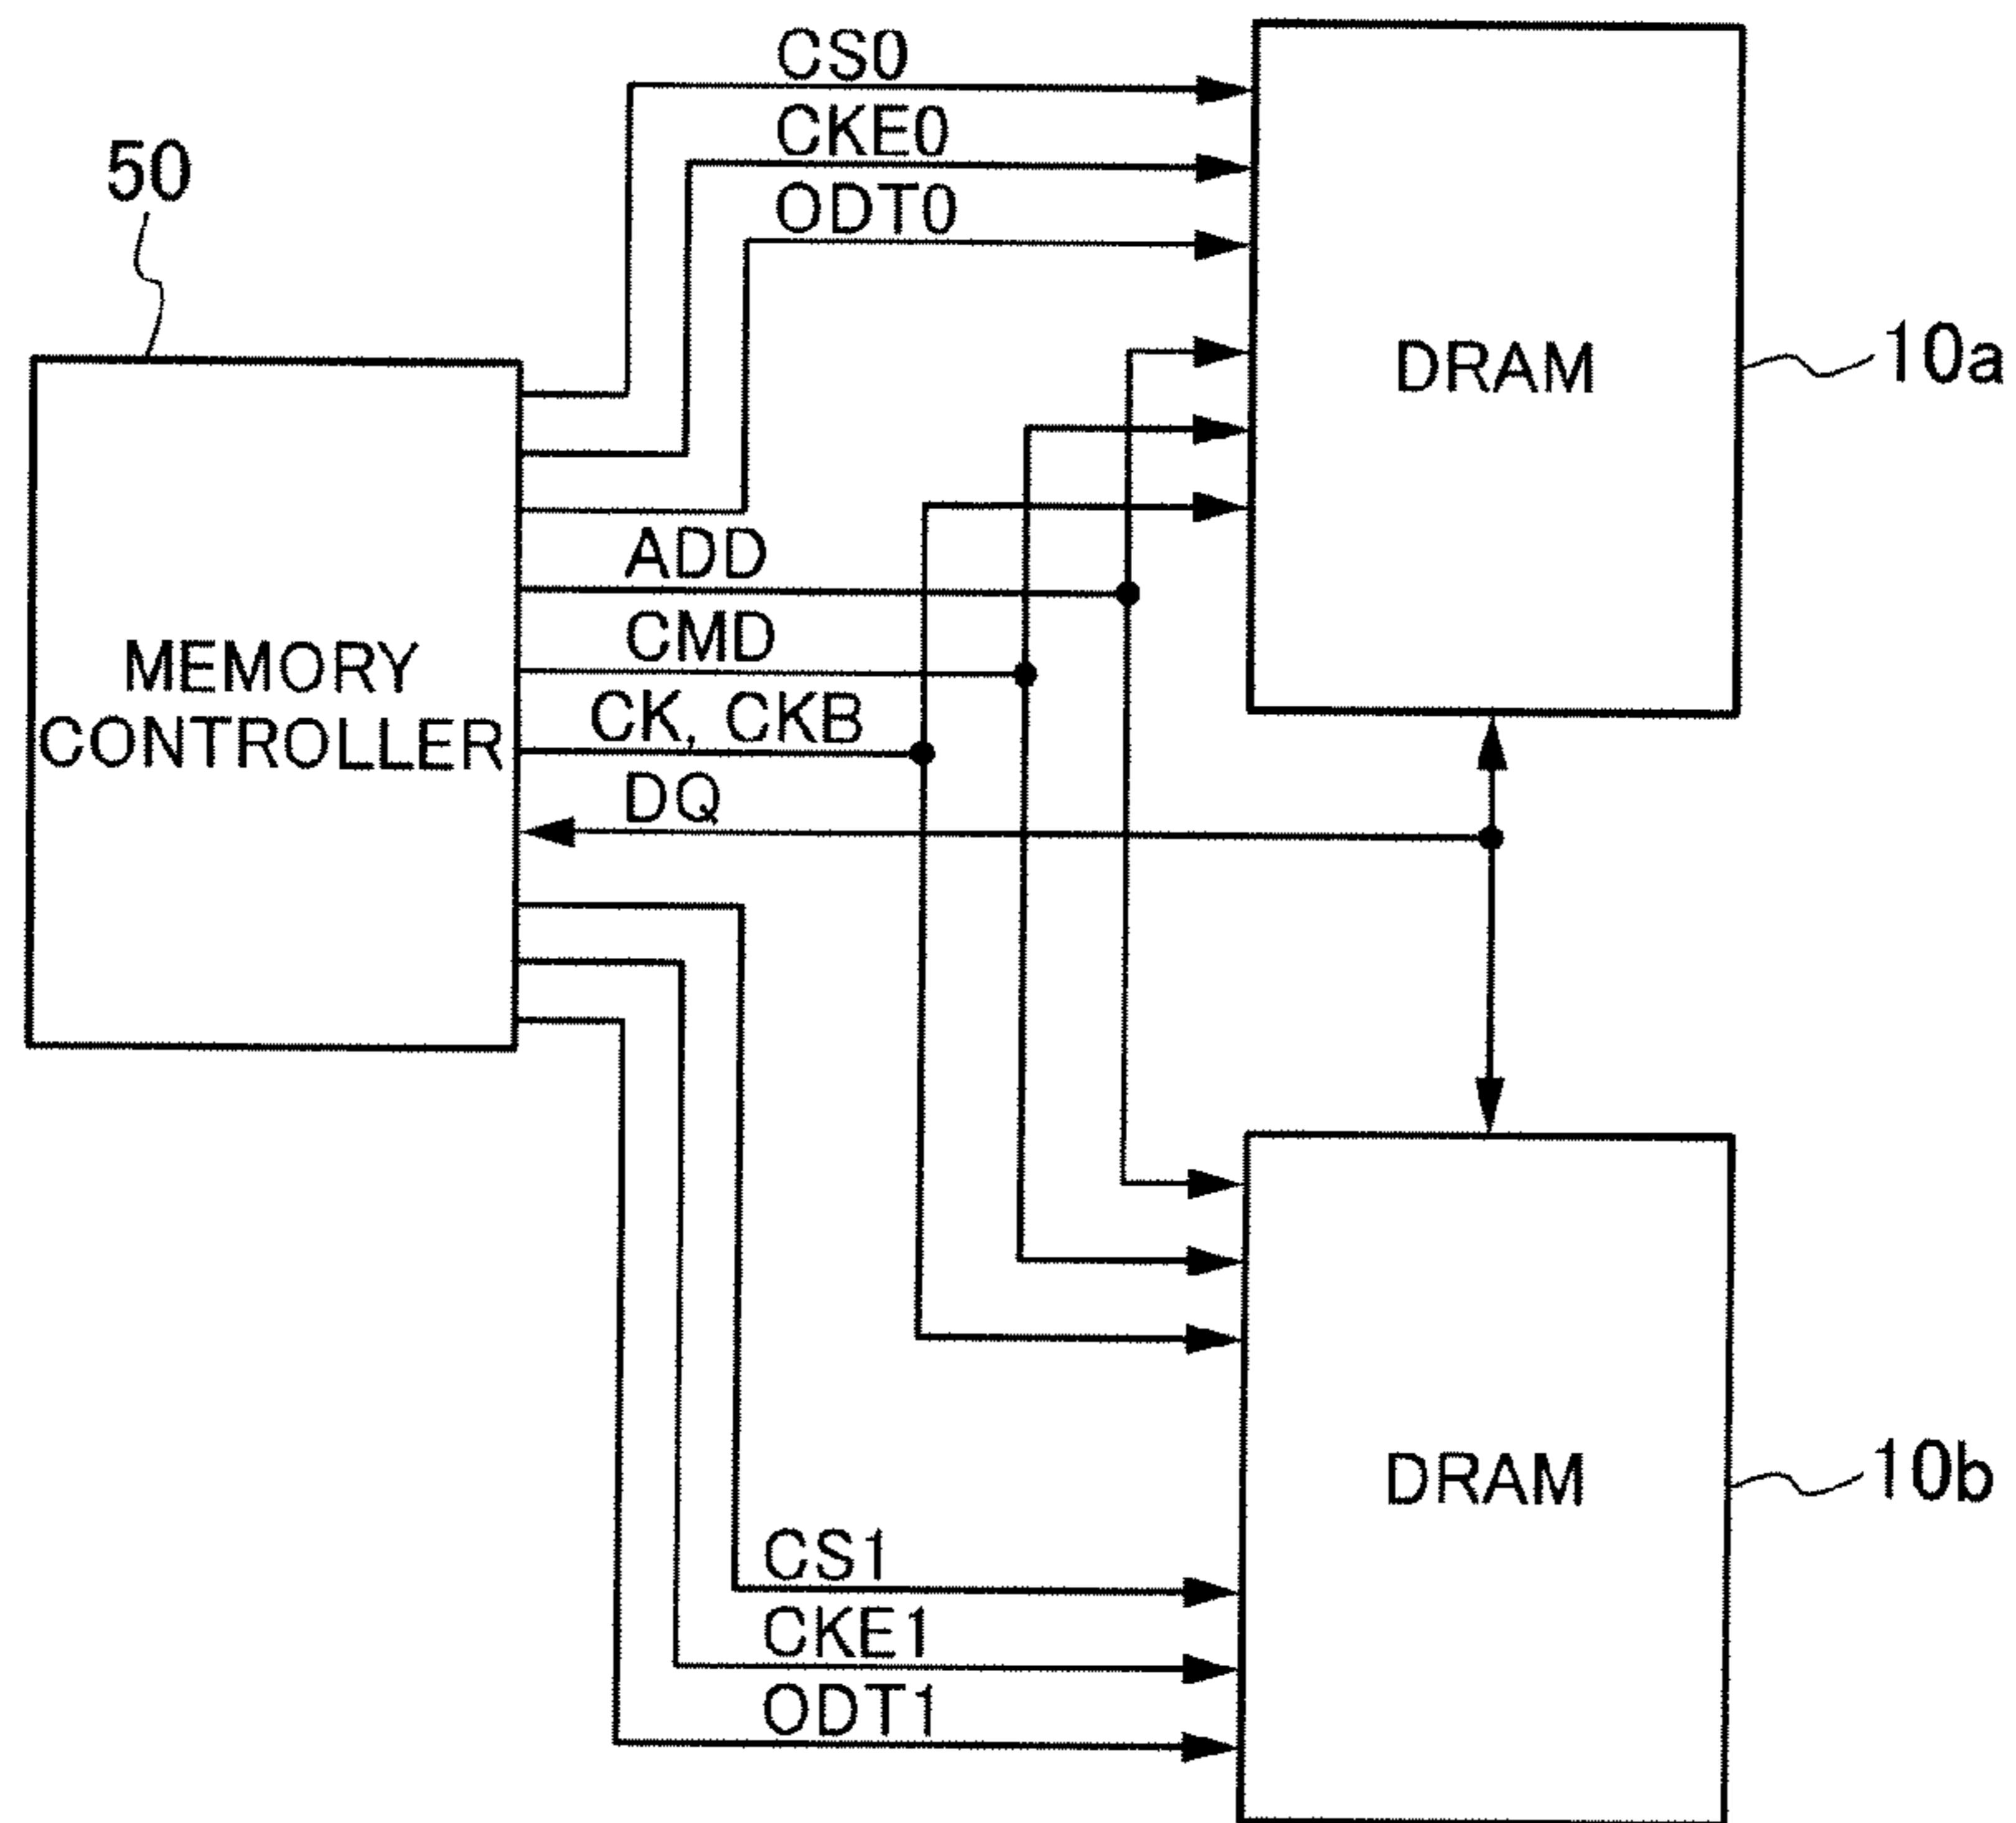 CS0
CKE0
50
ODT0
DRAM
10a
ADD
CMD
MEMORY
CONTROLLER
CK, CKB
DQ
DRAM
10b
CS1
CKE1
ODT1